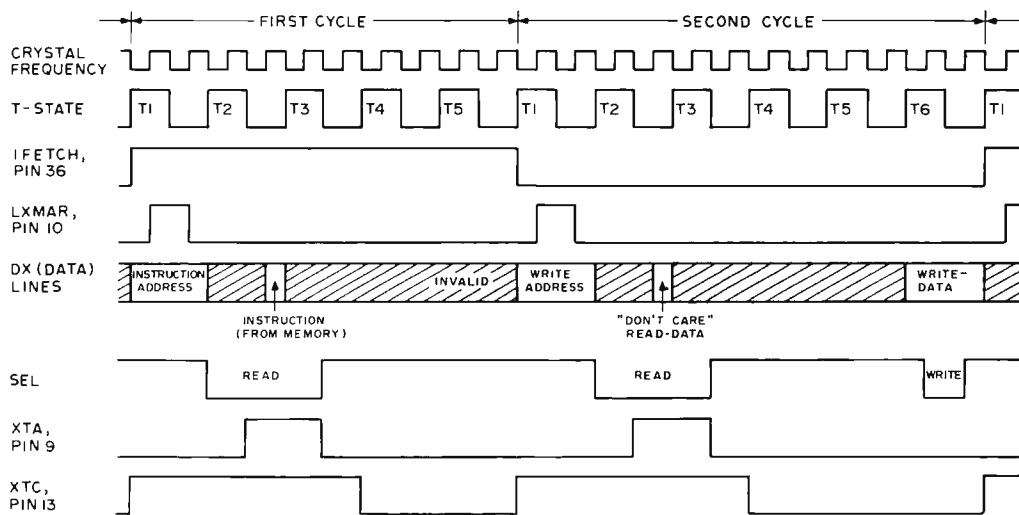 FIRST CYCLE
SECOND CYCLE
CRYSTAL
FREQUENCY
T-STATE
T1 T2 T3 T4 T5 T1 T2 T3 T4 T5 T6 T1
IFETCH,
PIN 36
LXMAR,
PIN 10
DX (DATA)
LINES
INSTRUCTION
ADDRESS
INVALID
WRITE
ADDRESS
WRITE-
DATA
INSTRUCTION
(FROM MEMORY)
"DON'T CARE"
READ-DATA
SEL
READ
READ
WRITE
XTA,
PIN 9
XTC,
PIN 13